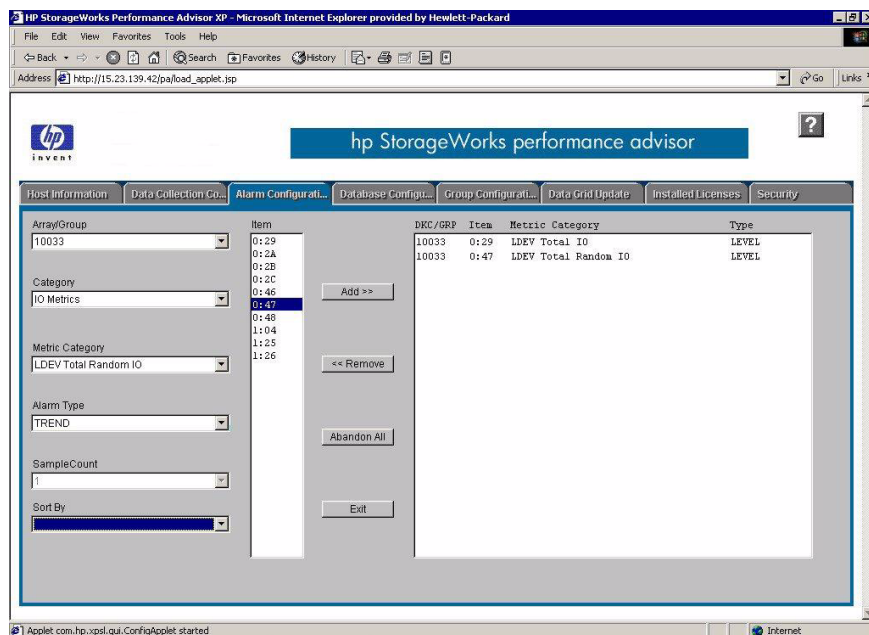 HP StorageWorks Performance Advisor XP - Microsoft Internet Explorer provided by Hewlett-Packard
File Edit View Favorites Tools Help
Back Search Favorites History
Address http://15.23.139.42/pa/load_applet.jsp Go Links
hp
invent
hp StorageWorks performance advisor
?
Host Information Data Collection Co... Alarm Configurati... Database Configu... Group Configurati... Data Grid Update Installed Licenses Security
Array/Group
10033
Category
IO Metrics
Metric Category
LDEV Total Random IO
Alarm Type
TREND
SampleCount
1
Sort By
Item
0:29
0:2A
0:2B
0:2C
0:46
0:47
0:48
1:04
1:25
1:26
Add >>
<< Remove
Abandon All
Exit
DKC/GRP Item Metric Category Type
10033 0:29 LDEV Total IO LEVEL
10033 0:47 LDEV Total Random IO LEVEL
Applet com.hp.xpsl.gui.ConfigApplet started Internet